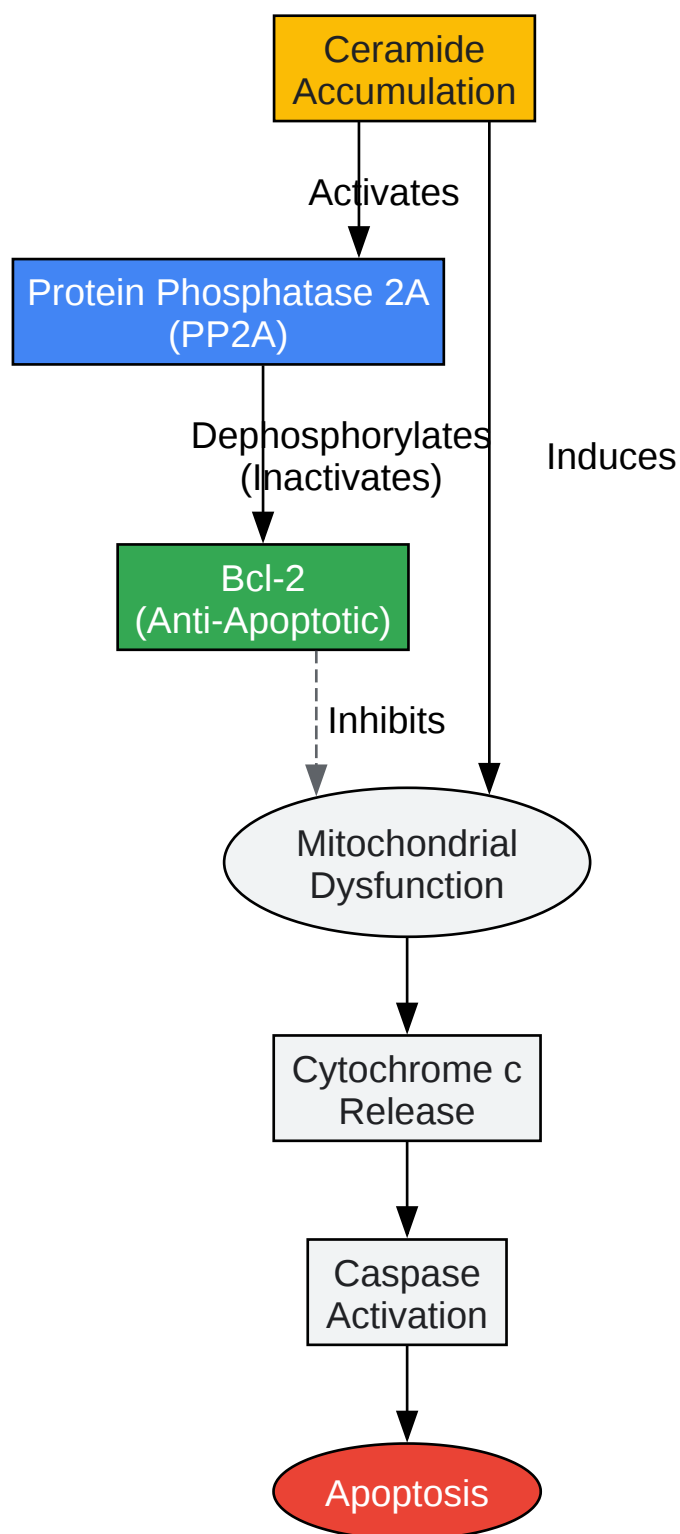 Ceramide
Accumulation
Activates
Protein Phosphatase 2A
(PP2A)
Dephosphorylates
(Inactivates)
Induces
Bcl-2
(Anti-Apoptotic)
Inhibits
Mitochondrial
Dysfunction
Cytochrome c
Release
Caspase
Activation
Apoptosis